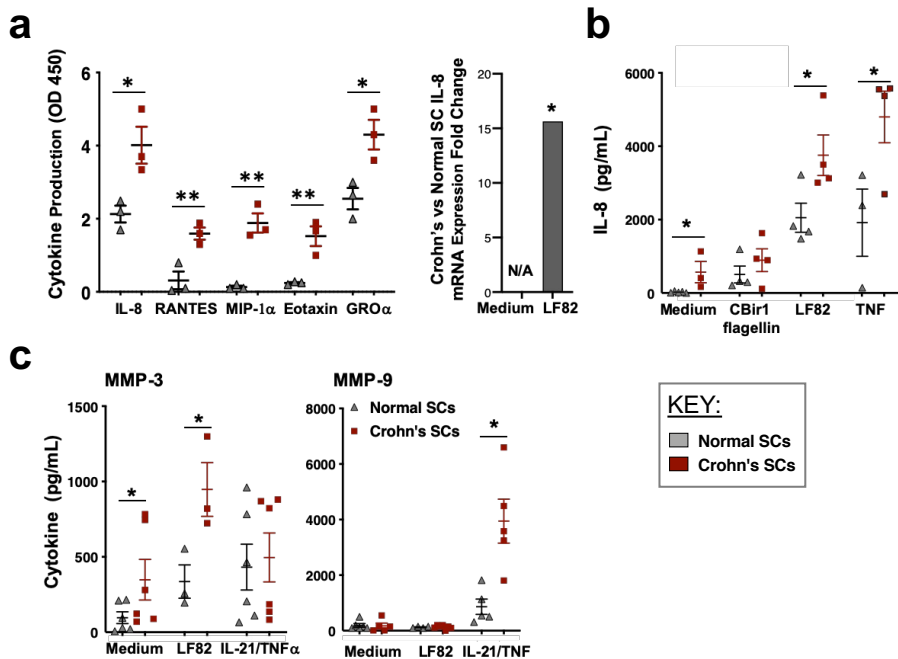 a
Cytokine Production (OD 450)
6
4
2
0
*
**
**
**
*
IL-8 RANTES MIP-1α Eotaxin GROα
Crohn's vs Normal SC IL-8
mRNA Expression Fold Change
20
15
10
5
0
*
N/A
Medium LF82
b
IL-8 (pg/mL)
6000
4000
2000
0
*
*
*
Medium CBir1 LF82 TNF
flagellin
c
MMP-3
Cytokine (pg/mL)
1500
1000
500
0
*
*
Medium LF82 IL-21/TNFα
MMP-9
8000
6000
4000
2000
0
Normal SCs
Crohn's SCs
*
Medium LF82 IL-21/TNF
KEY:
Normal SCs
Crohn's SCs